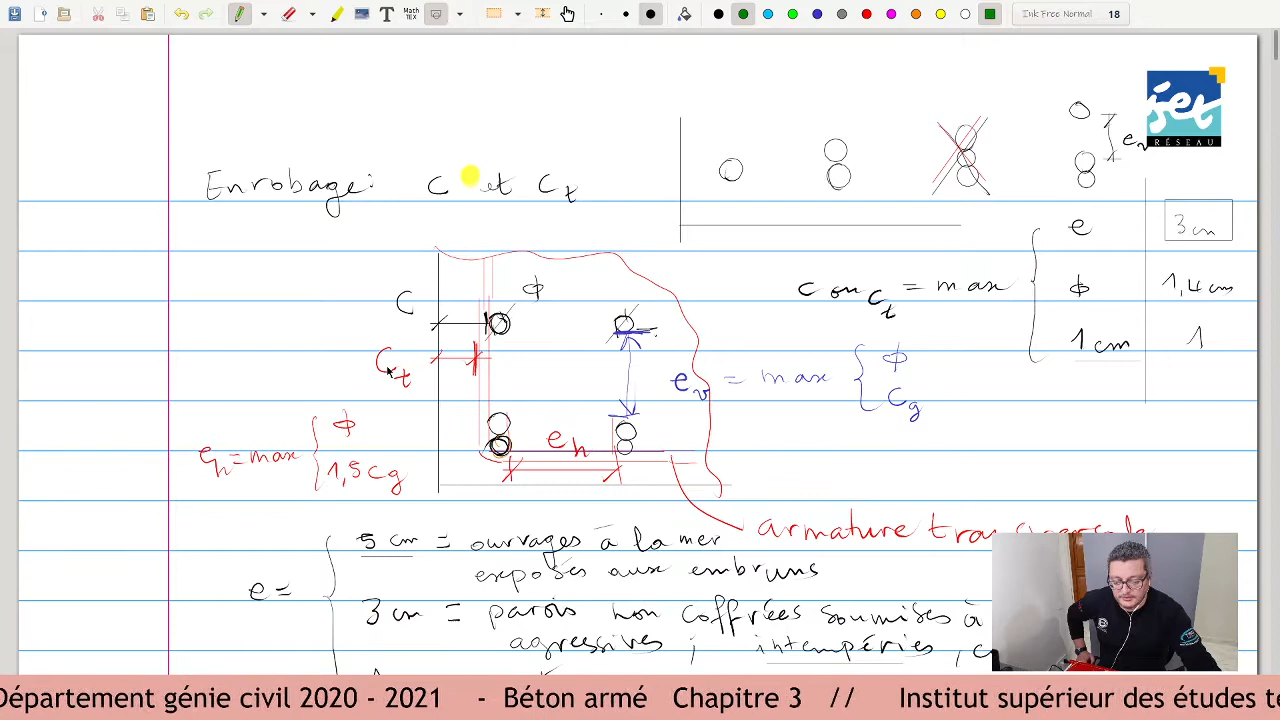 Math
Text
Ink Free Normal 18
iset
RÉSEAU
Enrobage: c et ct
ev
e 3 cm
c ou ct = max ϕ 1,4 cm
1 cm 1
c ϕ
ct
ev = max { ϕ
cg
eh
eh = max { ϕ
1,5 cg
armature transversale
e = { 5 cm = ouvrages à la mer
exposés aux embruns
3 cm = parois non coffrées soumises à
agressives ; intempéries ,
Département génie civil 2020 - 2021 - Béton armé Chapitre 3 // Institut supérieur des études